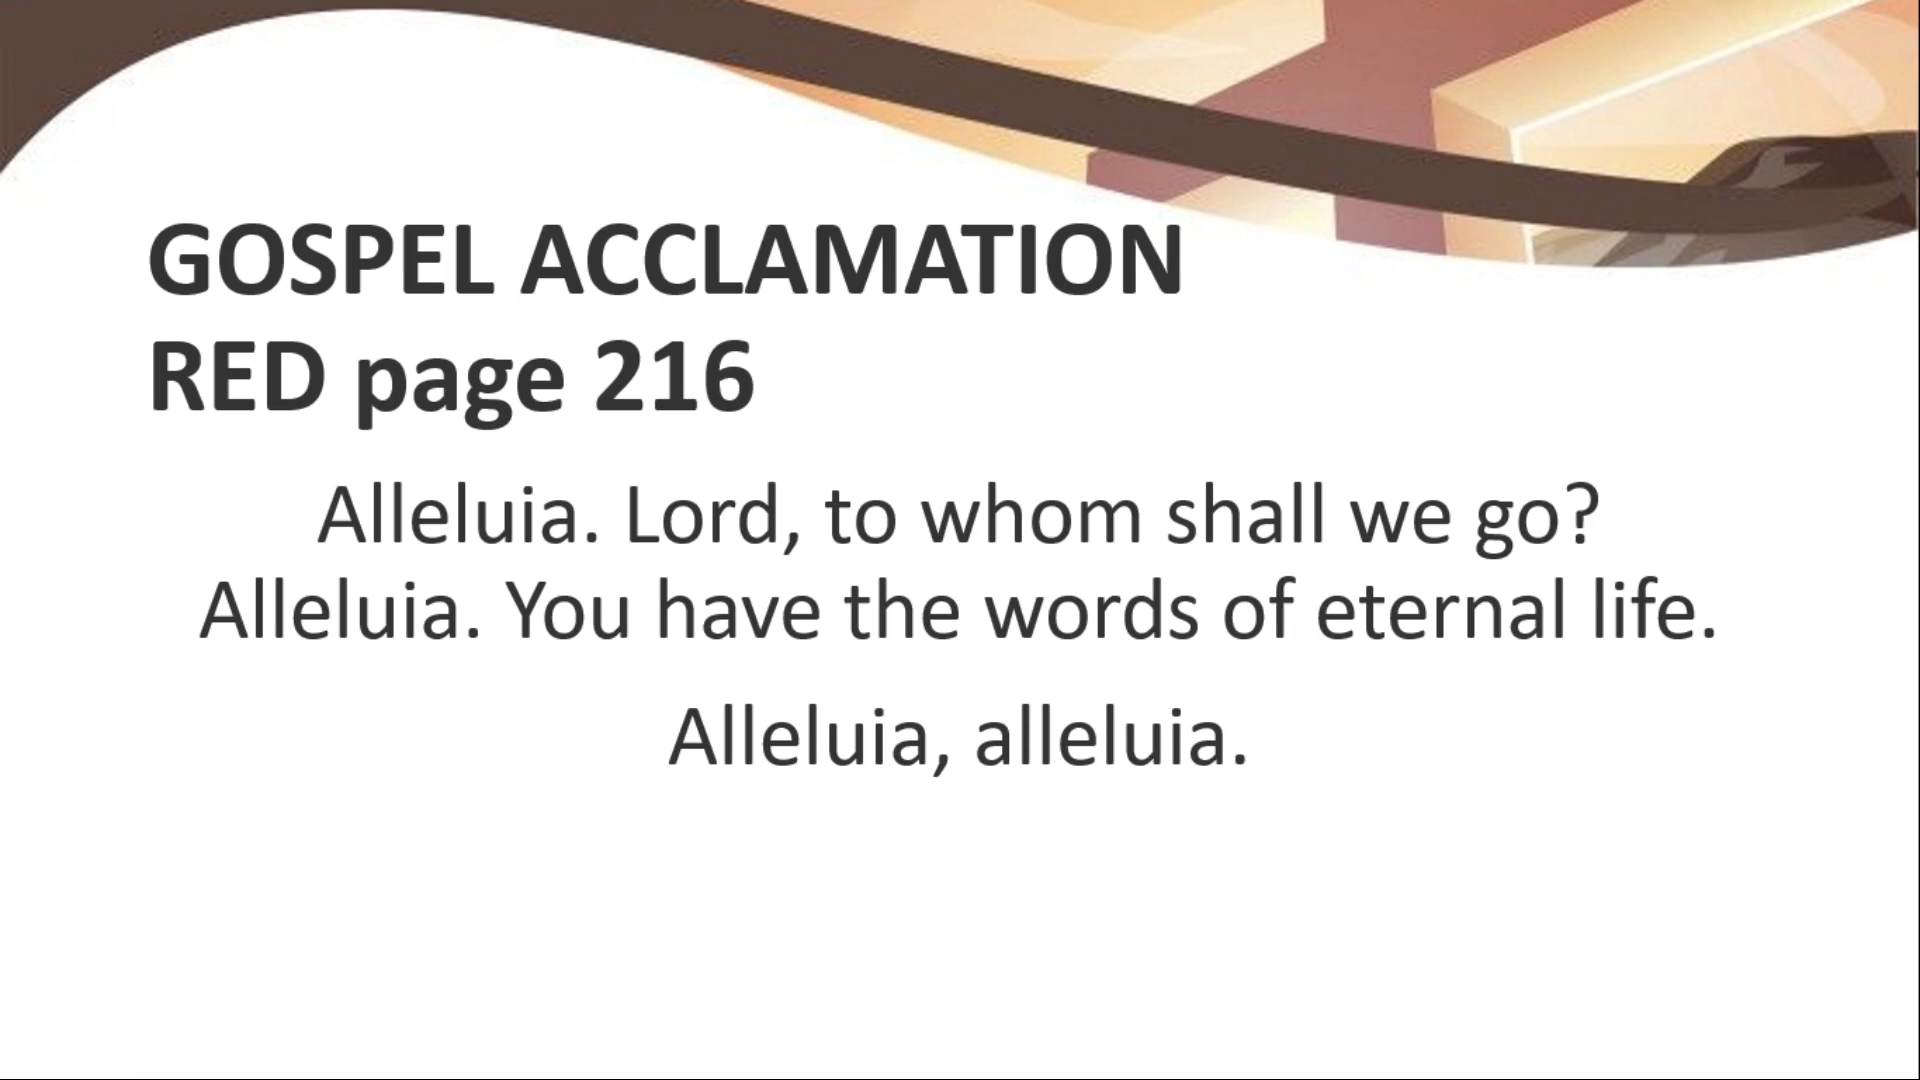 GOSPEL ACCLAMATION
RED page 216
Alleluia. Lord, to whom shall we go?
Alleluia. You have the words of eternal life.
Alleluia, alleluia.